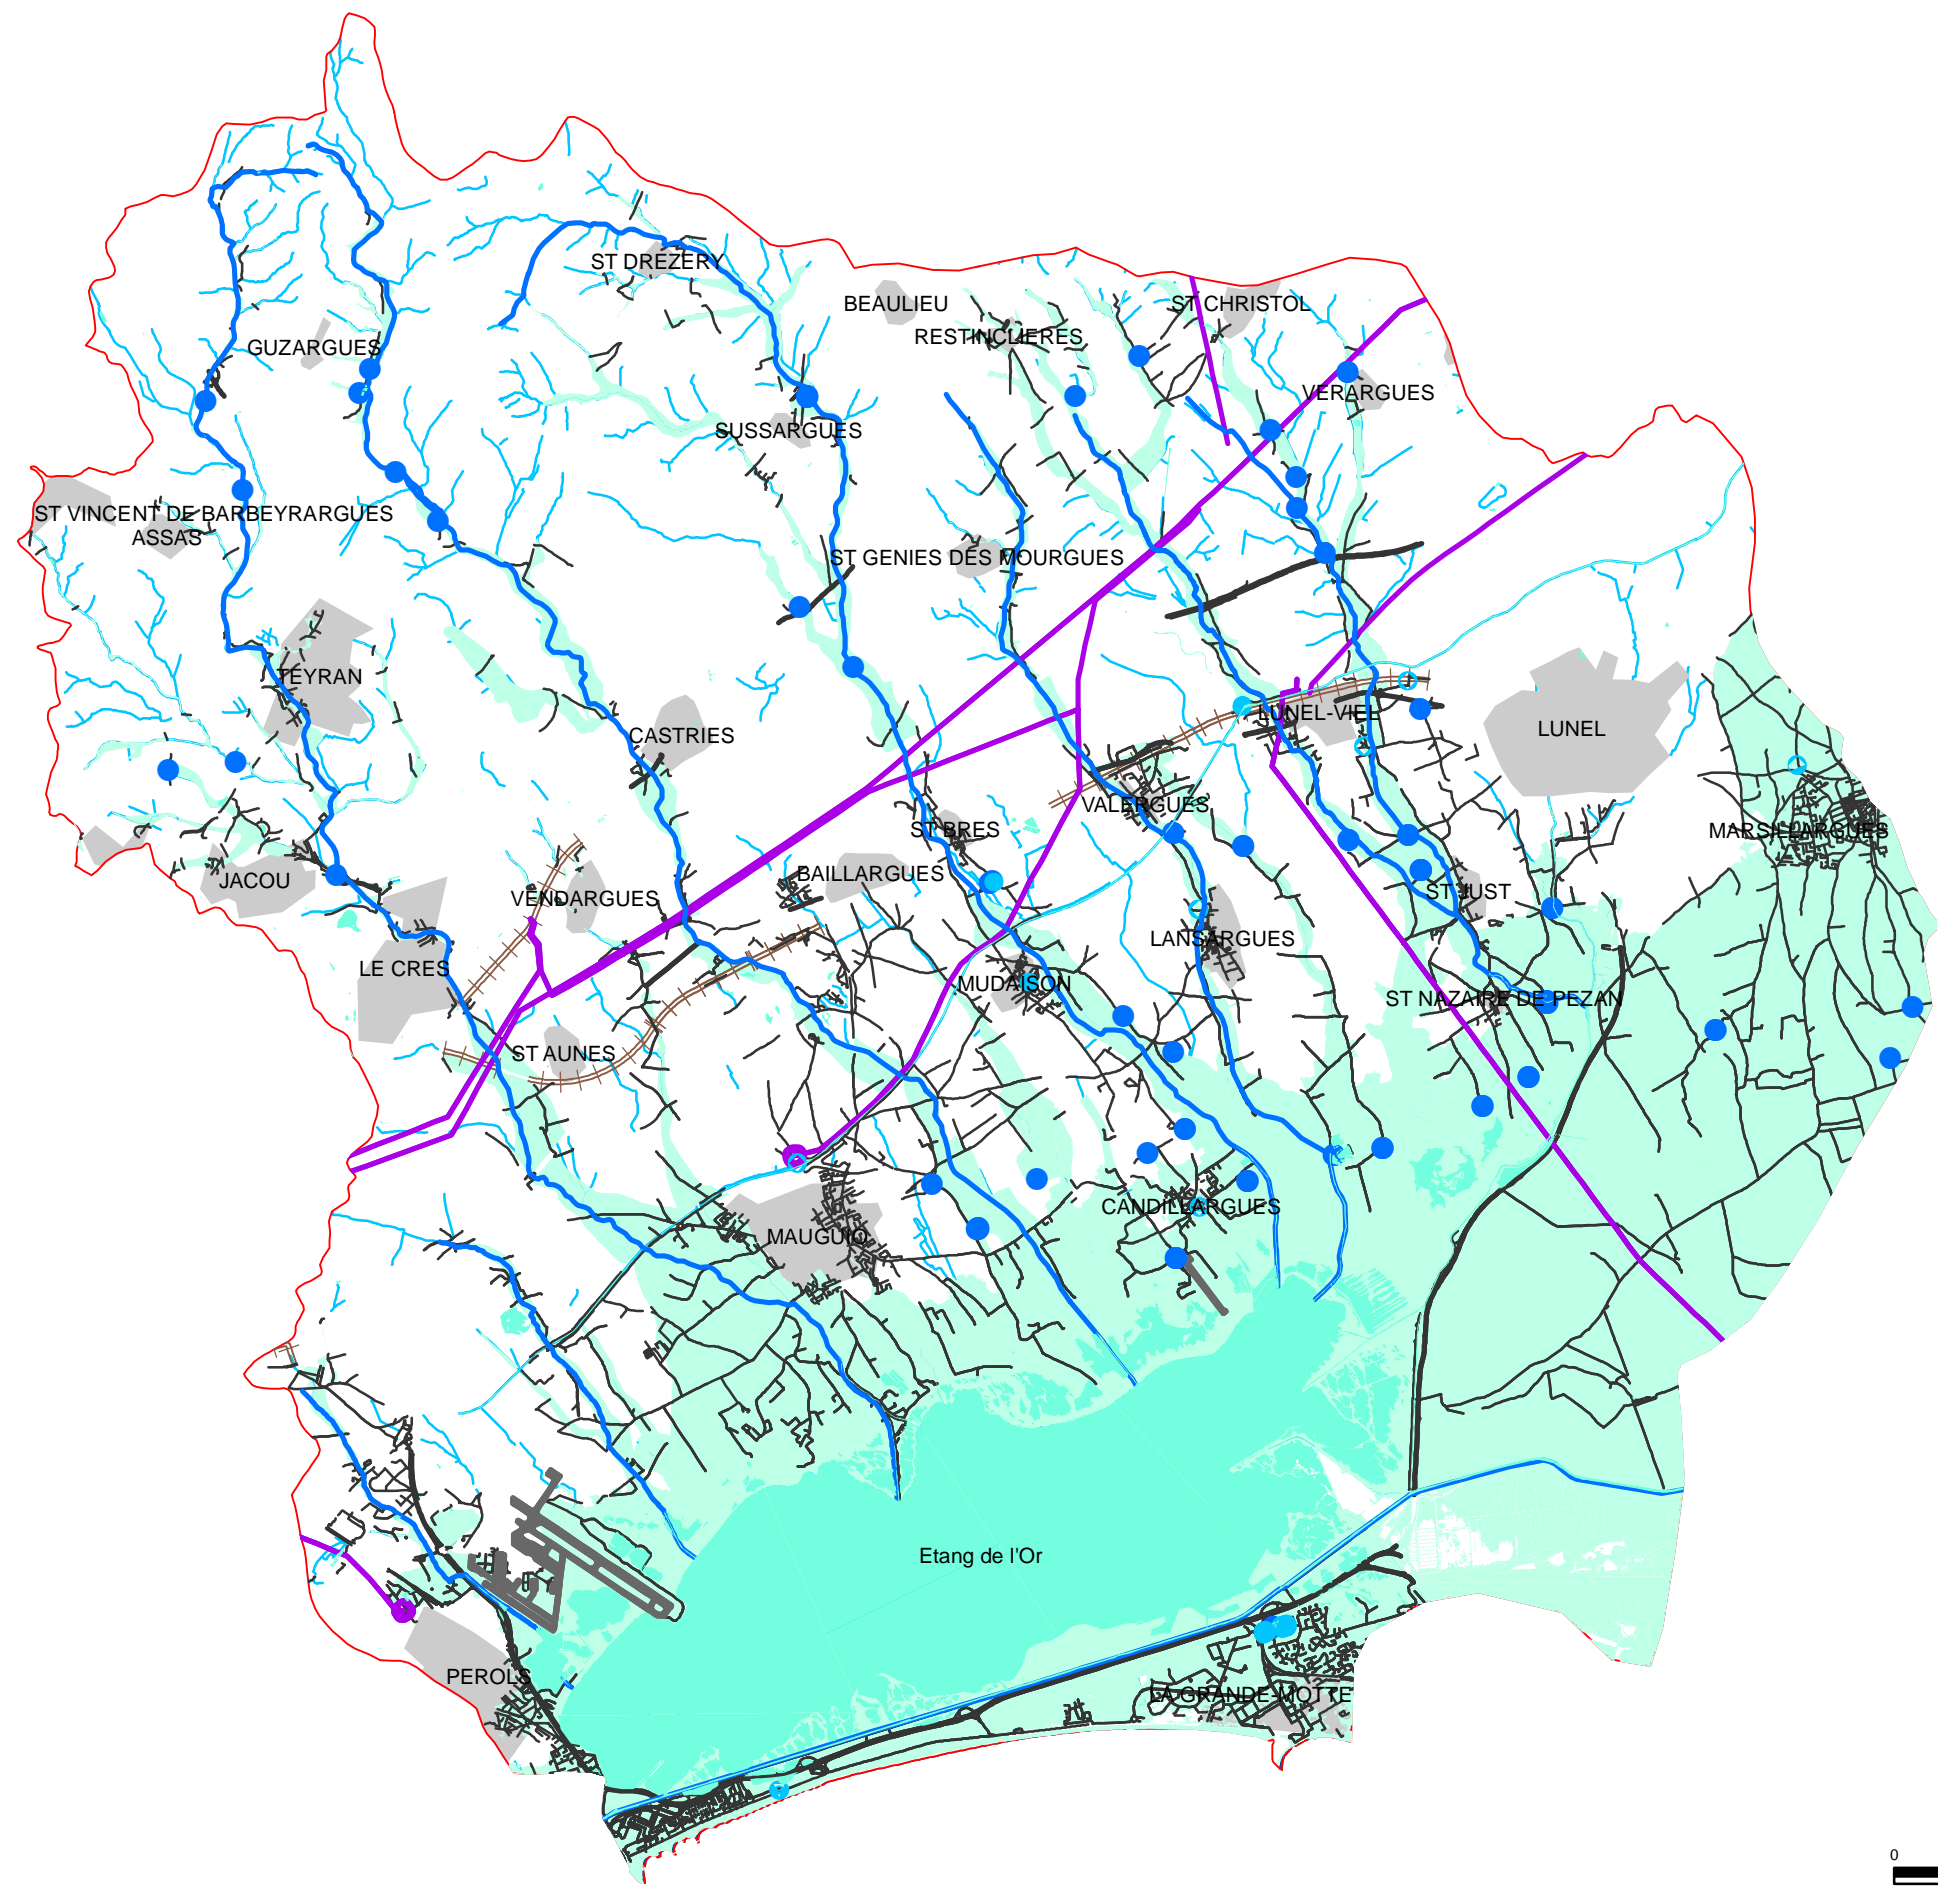 ST DREZERY
BEAULIEU
ST CHRISTOL
RESTINCLIERES
GUZARGUES
VERARGUES
SUSSARGUES
ST VINCENT DE BARBEYRARGUES
ASSAS
ST GENIES DES MOURGUES
TEYRAN
LUNEL-VIEL
LUNEL
CASTRIES
VALERGUES
ST BRES
MARSILLARGUES
BAILLARGUES
JACOU
ST JUST
VENDARGUES
LANSARGUES
LE CRES
MUDAISON
ST NAZAIRE DE PEZAN
ST AUNES
CANDILLARGUES
MAUGUIO
Etang de l'Or
PEROLS
LA GRANDE-MOTTE
0